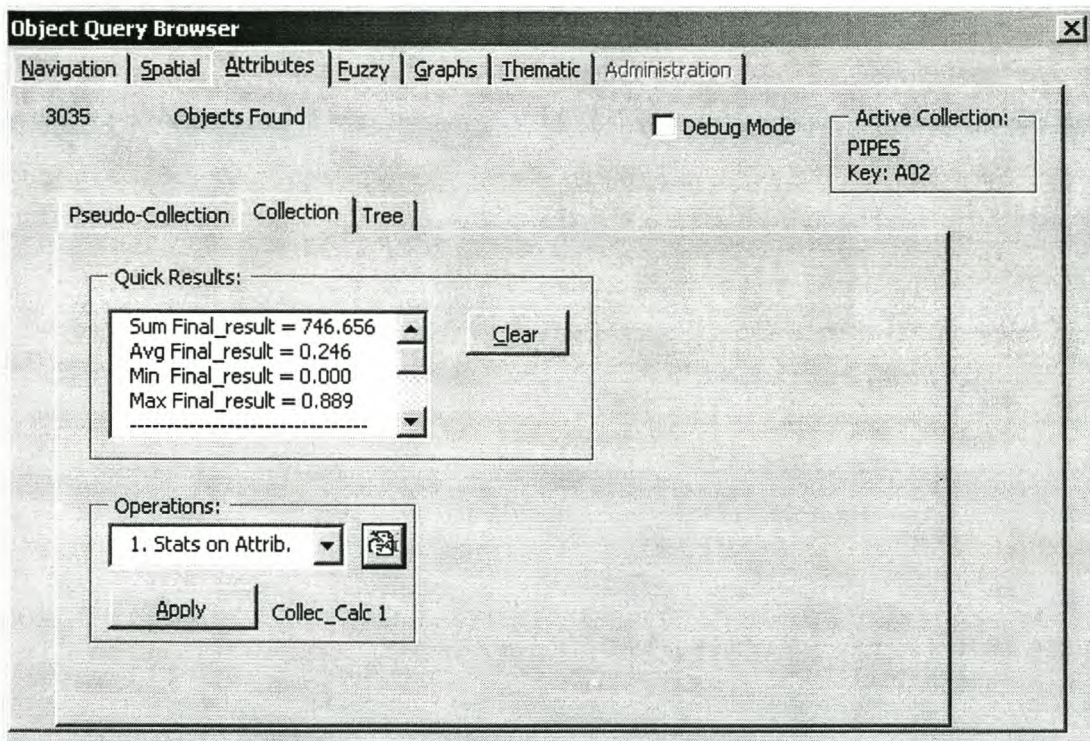 Object Query Browser
Navigation Spatial Attributes Fuzzy Graphs Thematic Administration
3035 Objects Found
Debug Mode
Active Collection:
PIPES
Key: A02
Pseudo-Collection Collection Tree
Quick Results:
Sum Final_result = 746.656
Avg Final_result = 0.246
Min Final_result = 0.000
Max Final_result = 0.889
------------------------------
Clear
Operations:
1. Stats on Attrib.
Apply Collec_Calc 1